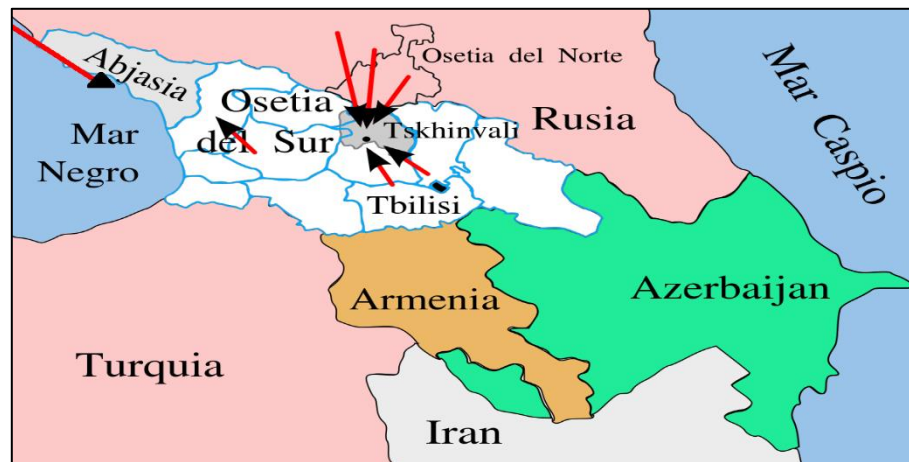 Abjasia
Osetia del Norte
Mar Caspio
Osetia
del Sur
Tskhinvali
Rusia
Mar
Negro
Tbilisi
Armenia
Azerbaijan
Turquia
Iran